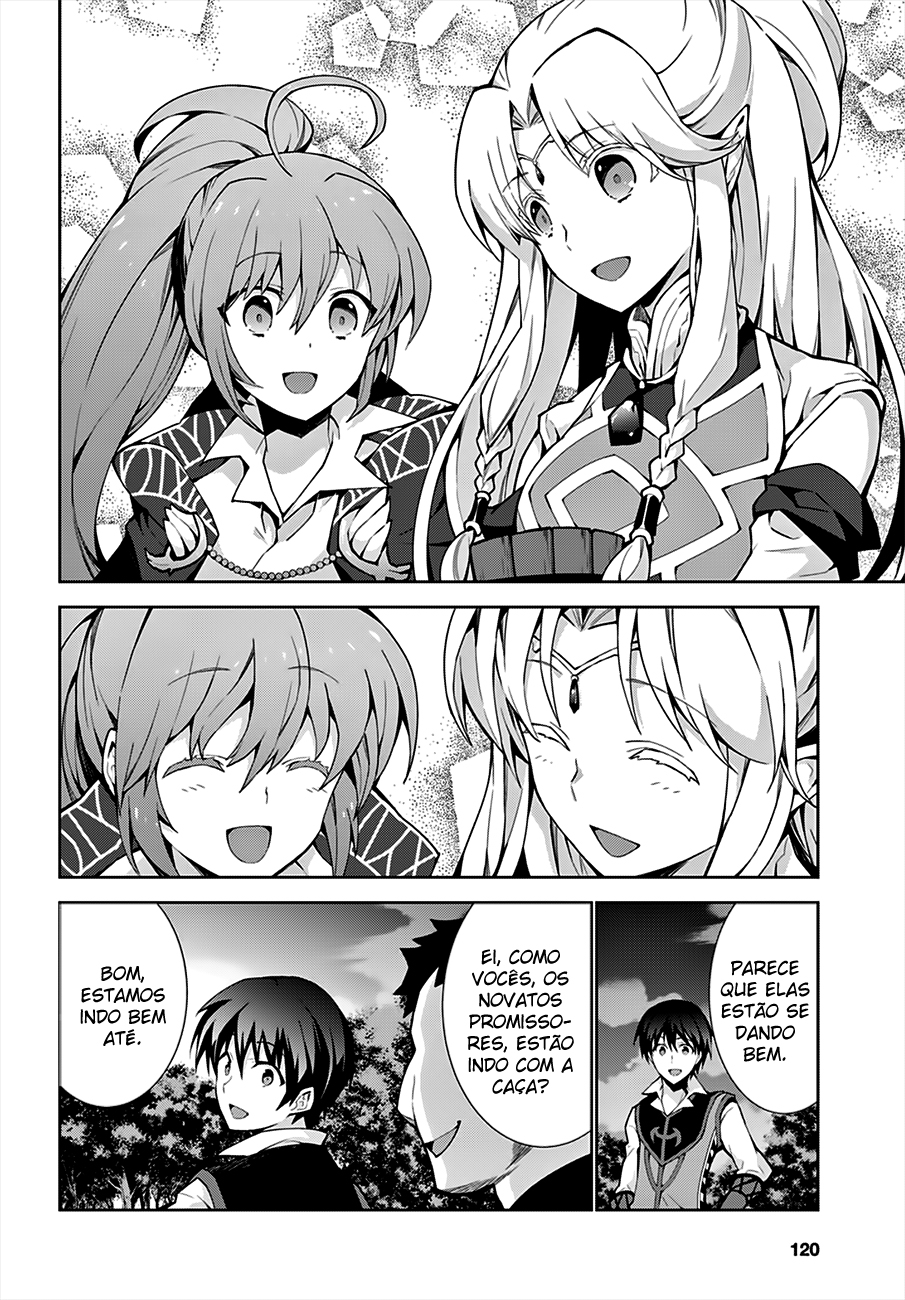 PARECE
QUE ELAS
ESTÃO SE
DANDO
BEM.
EI, COMO
VOCÊS, OS
NOVATOS
PROMISSO-
RES, ESTÃO
INDO COM A
CAÇA?
BOM,
ESTAMOS
INDO BEM
ATÉ.
120